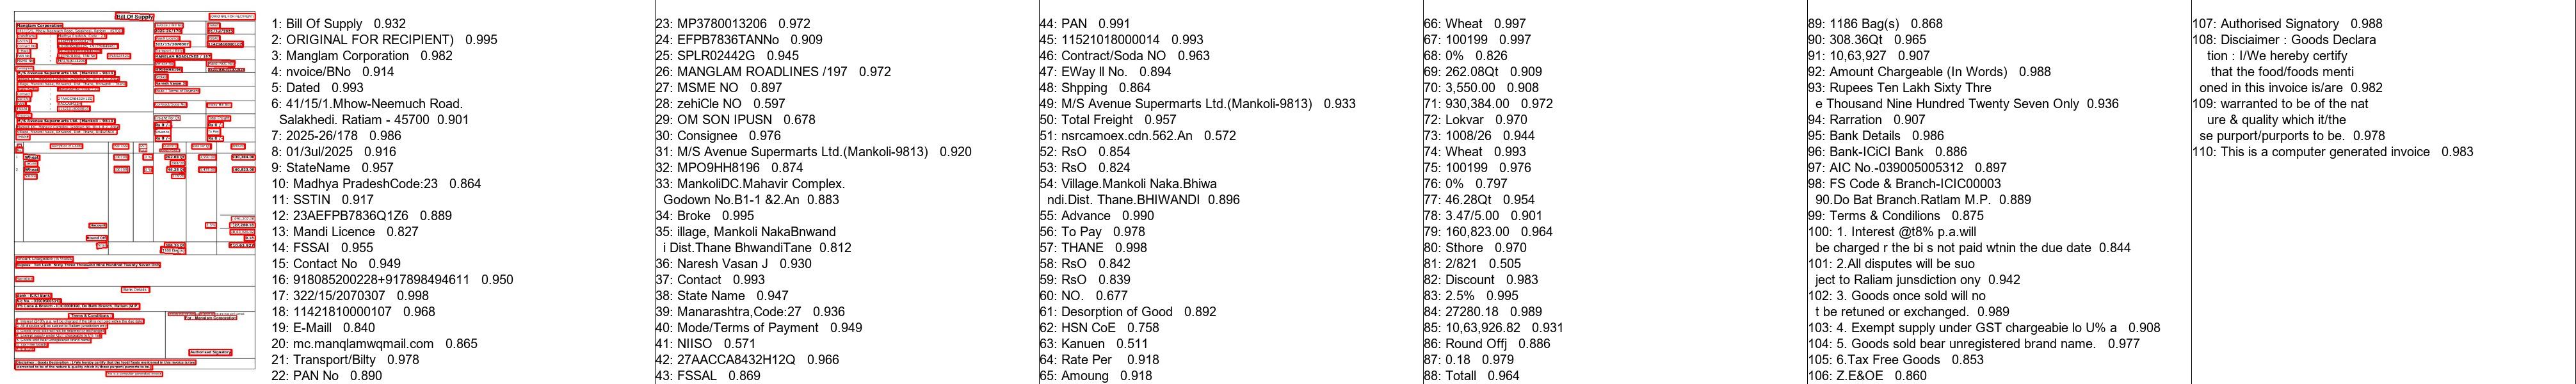 1: Bill Of Supply 0.932
2: ORIGINAL FOR RECIPIENT) 0.995
3: Manglam Corporation 0.982
4: nvoice/BNo 0.914
5: Dated 0.993
6: 41/15/1.Mhow-Neemuch Road.
Salakhedi. Ratiam - 45700 0.901
7: 2025-26/178 0.986
8: 01/3ul/2025 0.916
9: StateName 0.957
10: Madhya PradeshCode:23 0.864
11: SSTIN 0.917
12: 23AEFPB7836Q1Z6 0.889
13: Mandi Licence 0.827
14: FSSAI 0.955
15: Contact No 0.949
16: 918085200228+917898494611 0.950
17: 322/15/2070307 0.998
18: 11421810000107 0.968
19: E-Maill 0.840
20: mc.manqlamwqmail.com 0.865
21: Transport/Bilty 0.978
22: PAN No 0.890
23: MP3780013206 0.972
24: EFPB7836TANNo 0.909
25: SPLR02442G 0.945
26: MANGLAM ROADLINES /197 0.972
27: MSME NO 0.897
28: zehiCle NO 0.597
29: OM SON IPUSN 0.678
30: Consignee 0.976
31: M/S Avenue Supermarts Ltd.(Mankoli-9813) 0.920
32: MPO9HH8196 0.874
33: MankoliDC.Mahavir Complex.
Godown No.B1-1 &2.An 0.883
34: Broke 0.995
35: illage, Mankoli NakaBnwand
i Dist.Thane BhwandiTane 0.812
36: Naresh Vasan J 0.930
37: Contact 0.993
38: State Name 0.947
39: Manarashtra,Code:27 0.936
40: Mode/Terms of Payment 0.949
41: NIISO 0.571
42: 27AACCA8432H12Q 0.966
43: FSSAL 0.869
44: PAN 0.991
45: 11521018000014 0.993
46: Contract/Soda NO 0.963
47: EWay ll No. 0.894
48: Shpping 0.864
49: M/S Avenue Supermarts Ltd.(Mankoli-9813) 0.933
50: Total Freight 0.957
51: nsrcamoex.cdn.562.An 0.572
52: RsO 0.854
53: RsO 0.824
54: Village.Mankoli Naka.Bhiwa
ndi.Dist. Thane.BHIWANDI 0.896
55: Advance 0.990
56: To Pay 0.978
57: THANE 0.998
58: RsO 0.842
59: RsO 0.839
60: NO. 0.677
61: Desorption of Good 0.892
62: HSN CoE 0.758
63: Kanuen 0.511
64: Rate Per 0.918
65: Amoung 0.918
66: Wheat 0.997
67: 100199 0.997
68: 0% 0.826
69: 262.08Qt 0.909
70: 3,550.00 0.908
71: 930,384.00 0.972
72: Lokvar 0.970
73: 1008/26 0.944
74: Wheat 0.993
75: 100199 0.976
76: 0% 0.797
77: 46.28Qt 0.954
78: 3.47/5.00 0.901
79: 160,823.00 0.964
80: Sthore 0.970
81: 2/821 0.505
82: Discount 0.983
83: 2.5% 0.995
84: 27280.18 0.989
85: 10,63,926.82 0.931
86: Round Offj 0.886
87: 0.18 0.979
88: Totall 0.964
89: 1186 Bag(s) 0.868
90: 308.36Qt 0.965
91: 10,63,927 0.907
92: Amount Chargeable (In Words) 0.988
93: Rupees Ten Lakh Sixty Thre
e Thousand Nine Hundred Twenty Seven Only 0.936
94: Rarration 0.907
95: Bank Details 0.986
96: Bank-ICiCI Bank 0.886
97: AIC No.-039005005312 0.897
98: FS Code & Branch-ICIC00003
90.Do Bat Branch.Ratlam M.P. 0.889
99: Terms & Condilions 0.875
100: 1. Interest @t8% p.a.will
be charged r the bi s not paid wtnin the due date 0.844
101: 2.All disputes will be suo
ject to Raliam junsdiction ony 0.942
102: 3. Goods once sold will no
t be retuned or exchanged. 0.989
103: 4. Exempt supply under GST chargeabie lo U% a 0.908
104: 5. Goods sold bear unregistered brand name. 0.977
105: 6.Tax Free Goods 0.853
106: Z.E&OE 0.860
107: Authorised Signatory 0.988
108: Disciaimer : Goods Declara
tion : I/We hereby certify
that the food/foods menti
oned in this invoice is/are 0.982
109: warranted to be of the nat
ure & quality which it/the
se purport/purports to be. 0.978
110: This is a computer generated invoice 0.983